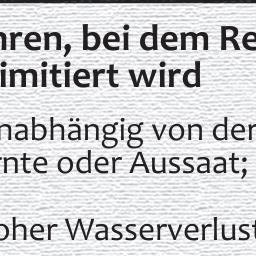 hren, bei dem Re
imitiert wird
nabhängig von der
rnte oder Aussaat;
oher Wasserverlust